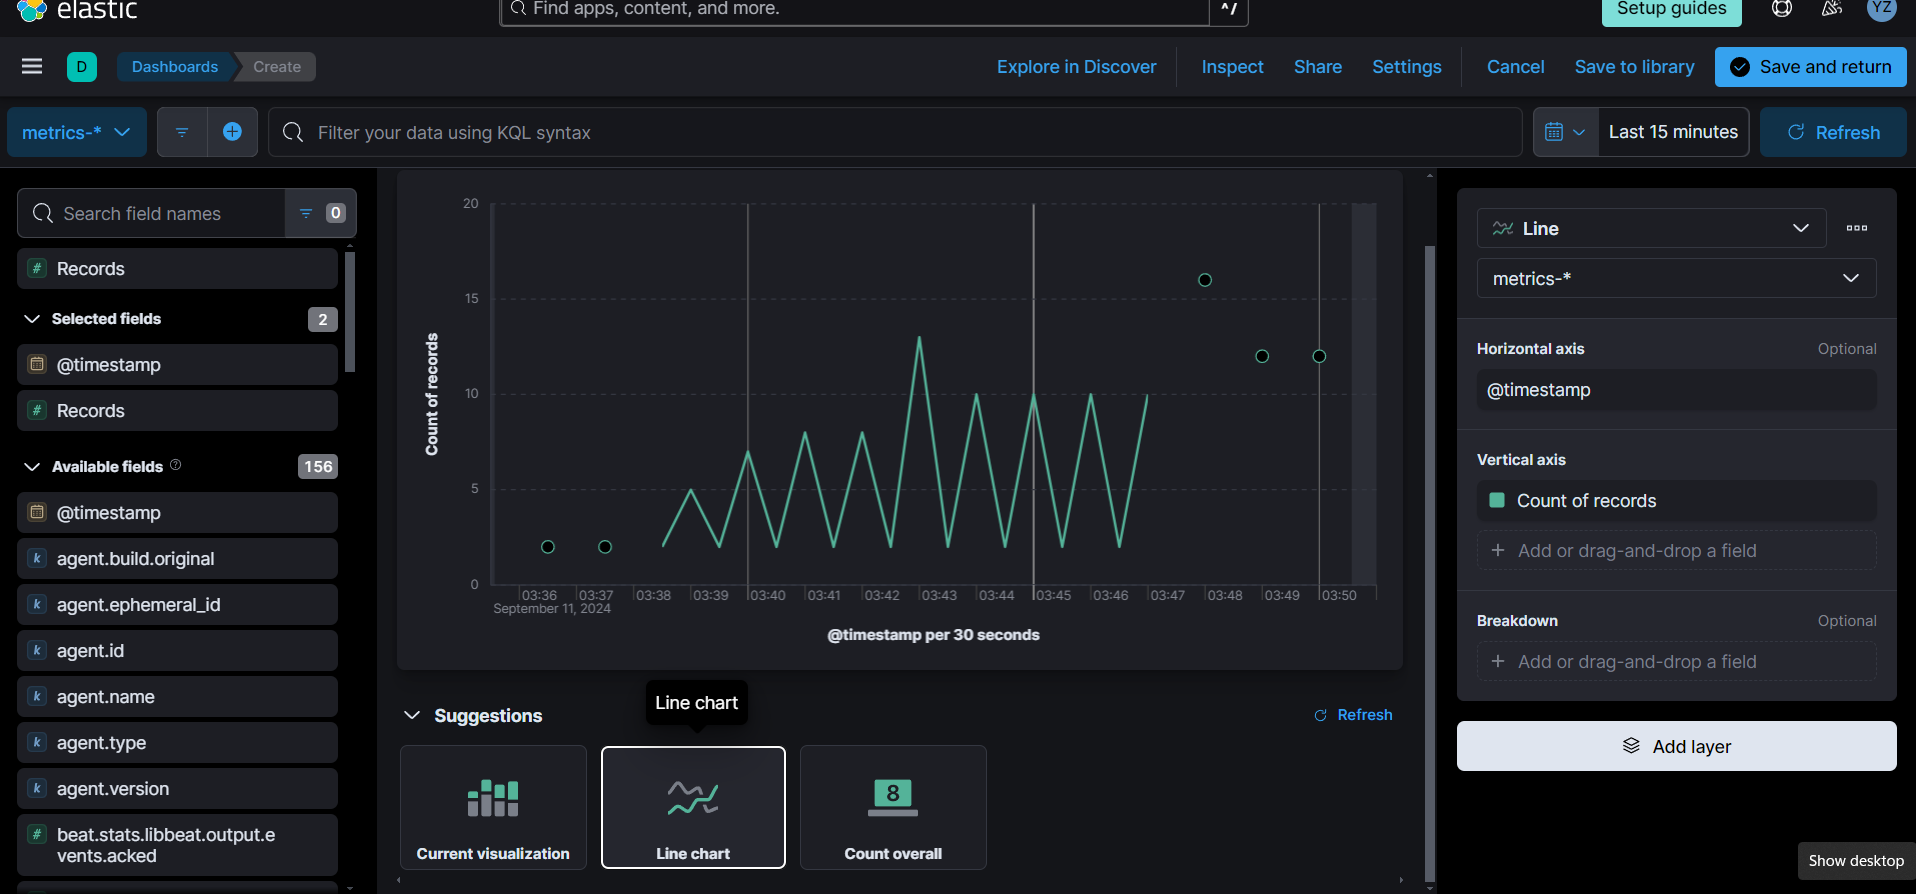 elastic
Find apps, content, and more.
^/
Setup guides
YZ
D
Dashboards
Create
Explore in Discover
Inspect
Share
Settings
Cancel
Save to library
Save and return
metrics-*
Filter your data using KQL syntax
Last 15 minutes
Refresh
Search field names
0
# Records
Selected fields
2
@timestamp
# Records
Available fields
156
@timestamp
k agent.build.original
k agent.ephemeral_id
k agent.id
k agent.name
k agent.type
k agent.version
# beat.stats.libbeat.output.e
vents.acked
20
15
10
5
0
Count of records
03:36 03:37 03:38 03:39 03:40 03:41 03:42 03:43 03:44 03:45 03:46 03:47 03:48 03:49 03:50
September 11, 2024
@timestamp per 30 seconds
Line chart
Suggestions
Refresh
Current visualization
Line chart
8
Count overall
Line
metrics-*
Horizontal axis
Optional
@timestamp
Vertical axis
Count of records
+ Add or drag-and-drop a field
Breakdown
Optional
+ Add or drag-and-drop a field
Add layer
Show desktop